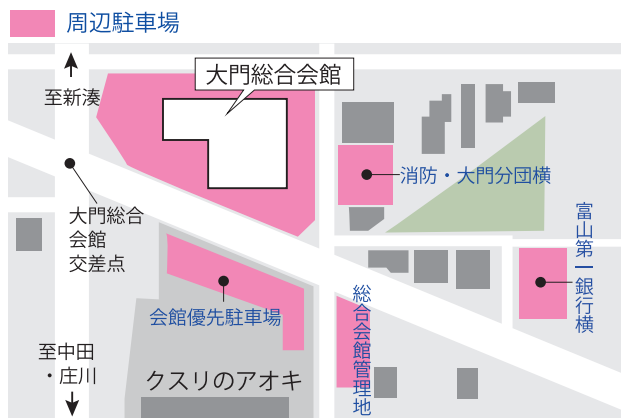 周辺駐車場
大門総合会館
至新湊
消防・大門分団横
大門総合
会館
交差点
富山第一銀行横
会館優先駐車場
総合会館管理地
至中田
・庄川
クスリのアオキ